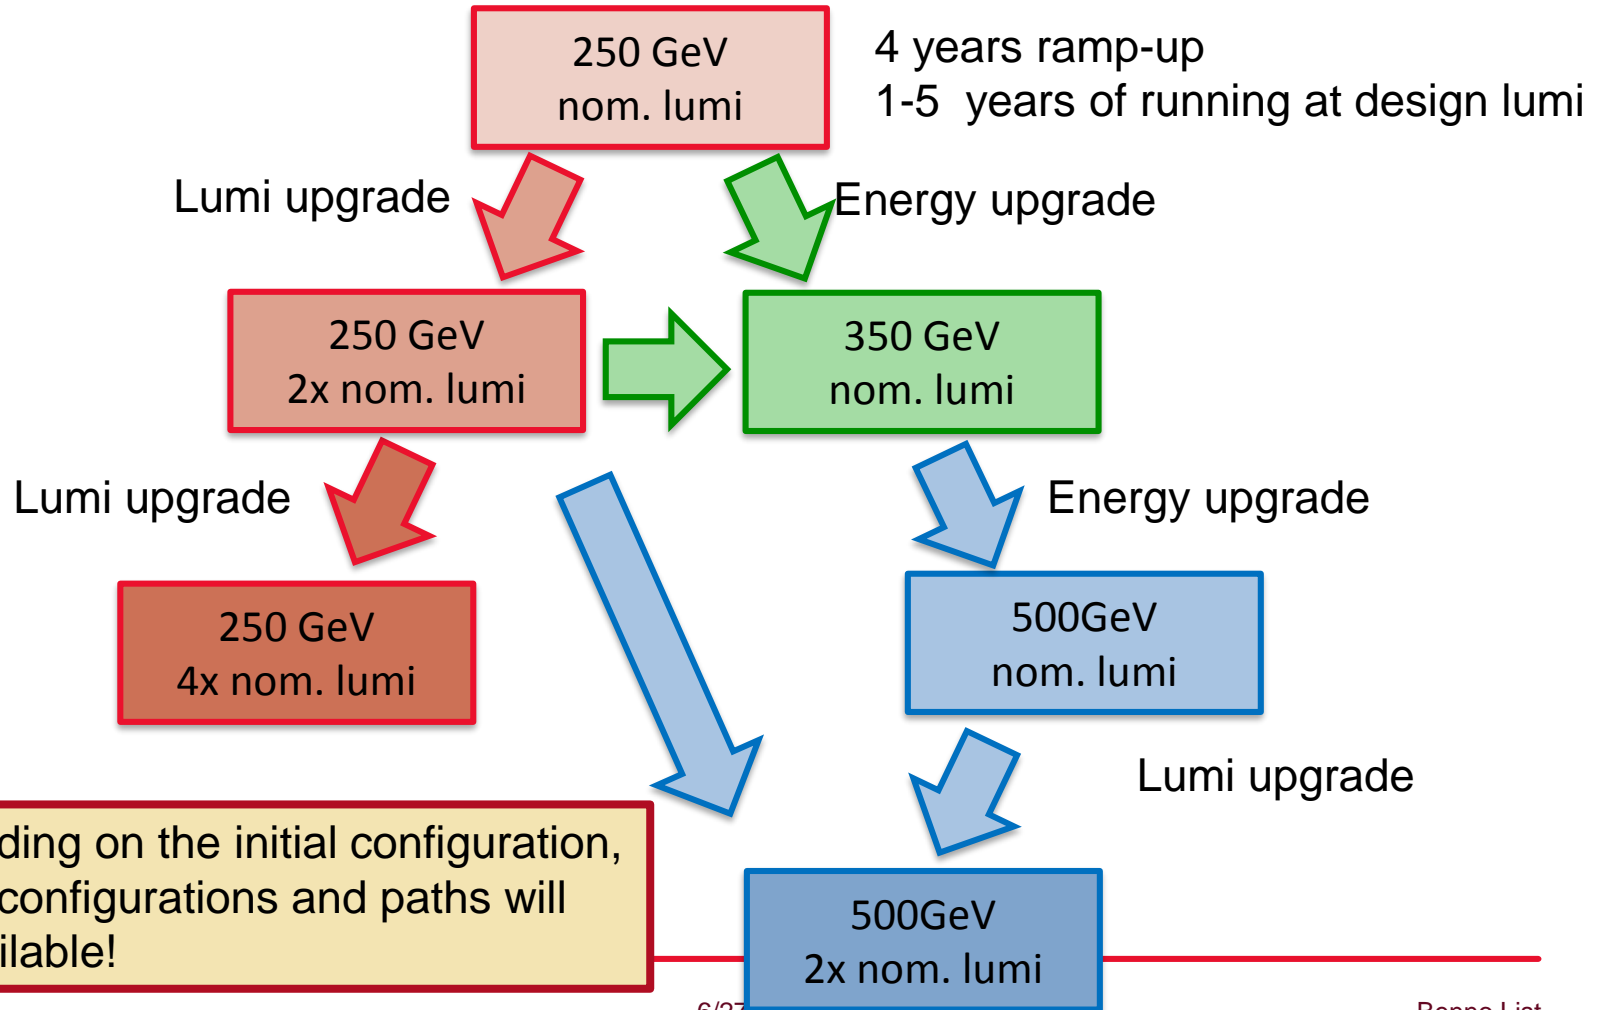 250 GeV
nom. lumi
4 years ramp-up
1-5 years of running at design lumi
Lumi upgrade
Energy upgrade
250 GeV
2x nom. lumi
350 GeV
nom. lumi
Lumi upgrade
Energy upgrade
250 GeV
4x nom. lumi
500GeV
nom. lumi
Lumi upgrade
on the initial configuration,
configurations and paths will
500GeV
2x nom. lumi